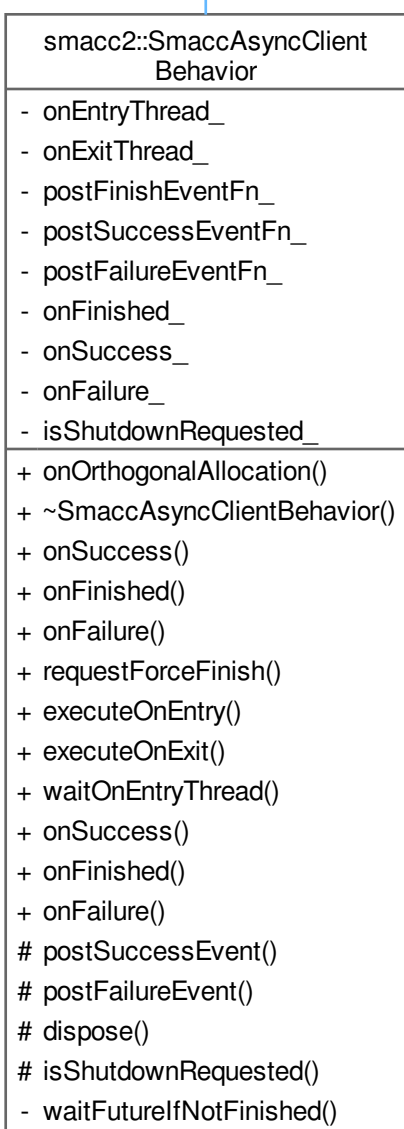 smacc2::SmaccAsyncClient
Behavior
- onEntryThread_
- onExitThread_
- postFinishEventFn_
- postSuccessEventFn_
- postFailureEventFn_
- onFinished_
- onSuccess_
- onFailure_
- isShutdownRequested_
+ onOrthogonalAllocation()
+ ~SmaccAsyncClientBehavior()
+ onSuccess()
+ onFinished()
+ onFailure()
+ requestForceFinish()
+ executeOnEntry()
+ executeOnExit()
+ waitOnEntryThread()
+ onSuccess()
+ onFinished()
+ onFailure()
# postSuccessEvent()
# postFailureEvent()
# dispose()
# isShutdownRequested()
- waitFutureIfNotFinished()